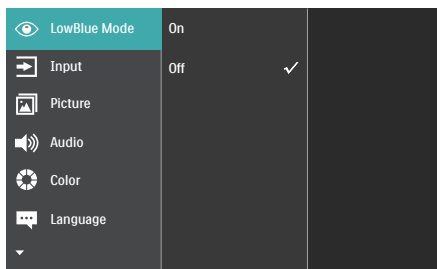 LowBlue Mode
On
Input
Off
Picture
Audio
Color
Language